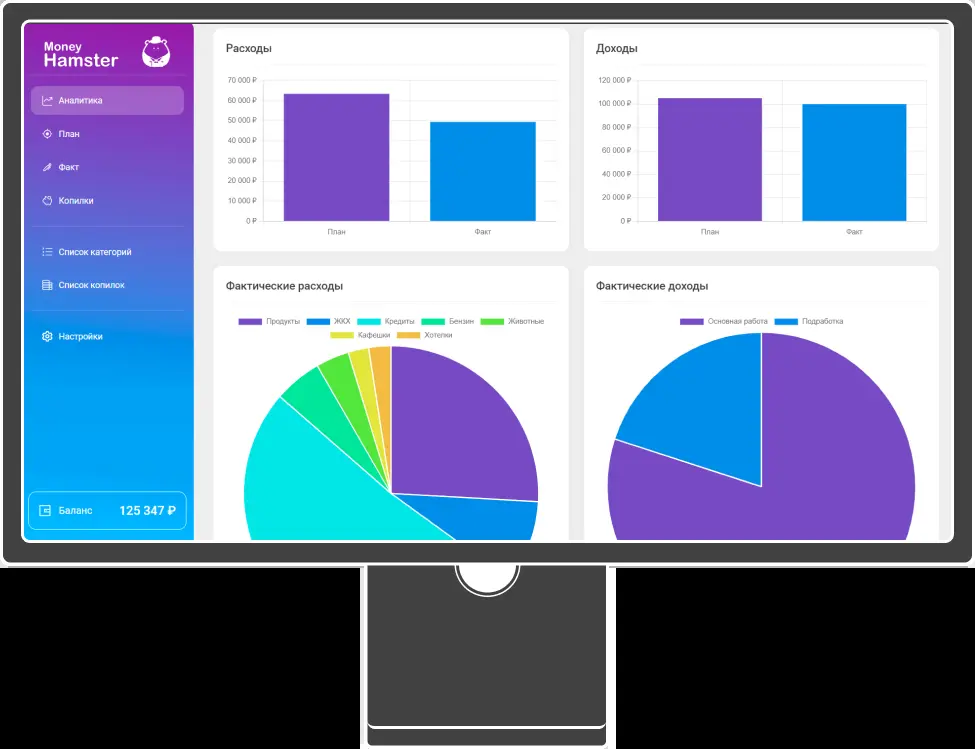 Money
Hamster
Аналитика
План
Факт
Копилки
Список категорий
Список копилок
Настройки
Баланс 125 347 ₽
Расходы
70 000 ₽
60 000 ₽
50 000 ₽
40 000 ₽
30 000 ₽
20 000 ₽
10 000 ₽
0 ₽
План Факт
Доходы
120 000 ₽
100 000 ₽
80 000 ₽
60 000 ₽
40 000 ₽
20 000 ₽
0 ₽
План Факт
Фактические расходы
Продукты ЖКХ Кредиты Бензин Животные
Кафешки Хотелки
Фактические доходы
Основная работа Подработка